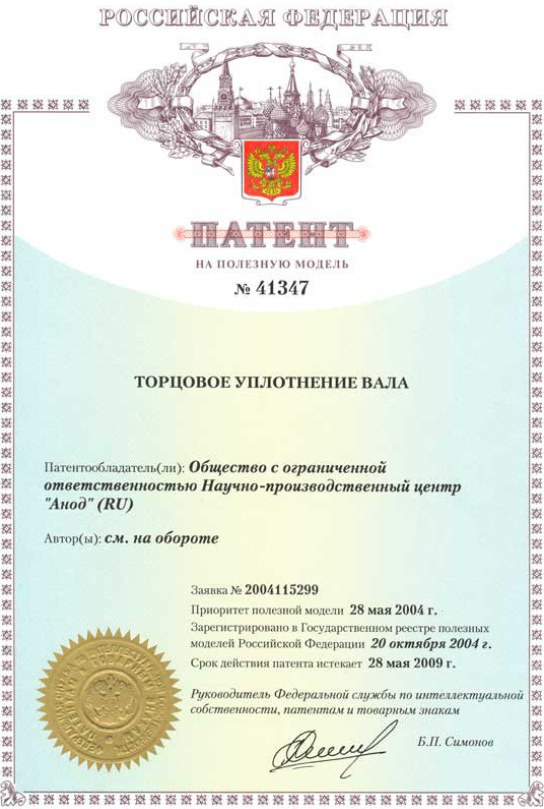 РОССИЙСКАЯ ФЕДЕРАЦИЯ
ПАТЕНТ
НА ПОЛЕЗНУЮ МОДЕЛЬ
№ 41347
ТОРЦОВОЕ УПЛОТНЕНИЕ ВАЛА
Патентообладатель(ли): Общество с ограниченной
ответственностью Научно-производственный центр
"Анод" (RU)
Автор(ы): см. на обороте
Заявка № 2004115299
Приоритет полезной модели 28 мая 2004 г.
Зарегистрировано в Государственном реестре полезных
моделей Российской Федерации 20 октября 2004 г.
Срок действия патента истекает 28 мая 2009 г.
Руководитель Федеральной службы по интеллектуальной
собственности, патентам и товарным знакам
Б.П. Симонов